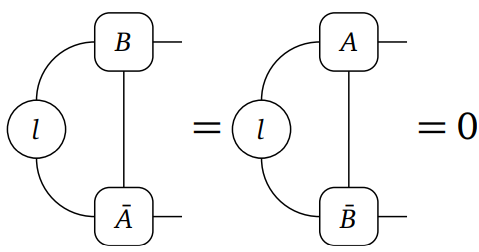 B A
l = l = 0
Ā B̄